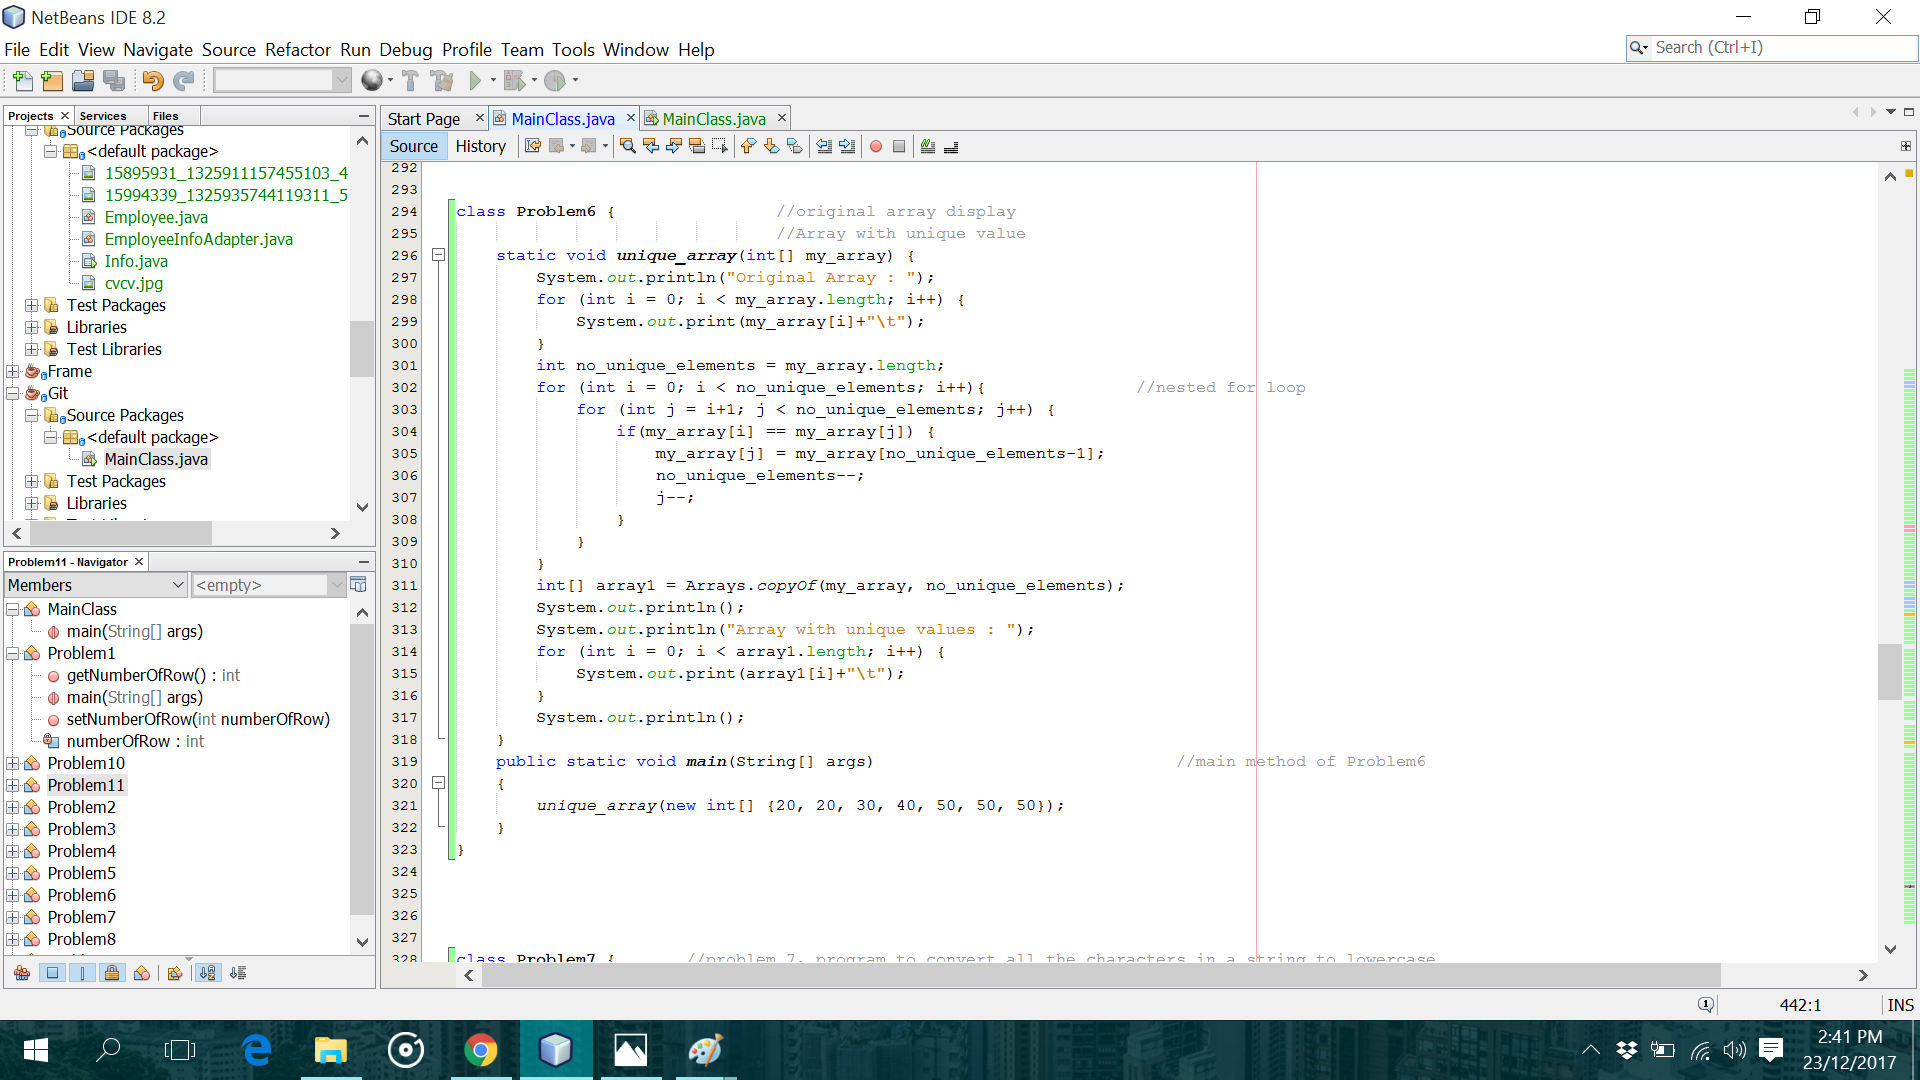 NetBeans IDE 8.2
File Edit View Navigate Source Refactor Run Debug Profile Team Tools Window Help
Search (Ctrl+I)
Projects Services Files
Source Packages
<default package>
15895931_1325911157455103_4
15994339_1325935744119311_5
Employee.java
EmployeeInfoAdapter.java
Info.java
cvcv.jpg
Test Packages
Libraries
Test Libraries
Frame
Git
Source Packages
<default package>
MainClass.java
Test Packages
Libraries
Problem11 - Navigator
Members <empty>
MainClass
main(String[] args)
Problem1
getNumberOfRow() : int
main(String[] args)
setNumberOfRow(int numberOfRow)
numberOfRow : int
Problem10
Problem11
Problem2
Problem3
Problem4
Problem5
Problem6
Problem7
Problem8
Start Page MainClass.java MainClass.java
Source History
292
293
294 class Problem6 { //original array display
295 //Array with unique value
296 static void unique_array(int[] my_array) {
297 System.out.println("Original Array : ");
298 for (int i = 0; i < my_array.length; i++) {
299 System.out.print(my_array[i]+"\t");
300 }
301 int no_unique_elements = my_array.length;
302 for (int i = 0; i < no_unique_elements; i++){ //nested for loop
303 for (int j = i+1; j < no_unique_elements; j++) {
304 if(my_array[i] == my_array[j]) {
305 my_array[j] = my_array[no_unique_elements-1];
306 no_unique_elements--;
307 j--;
308 }
309 }
310 }
311 int[] array1 = Arrays.copyOf(my_array, no_unique_elements);
312 System.out.println();
313 System.out.println("Array with unique values : ");
314 for (int i = 0; i < array1.length; i++) {
315 System.out.print(array1[i]+"\t");
316 }
317 System.out.println();
318 }
319 public static void main(String[] args) //main method of Problem6
320 {
321 unique_array(new int[] {20, 20, 30, 40, 50, 50, 50});
322 }
323 }
324
325
326
327
328 class Problem7 { //problem 7, program to convert all the characters in a string to lowercase
442:1 INS
2:41 PM
23/12/2017